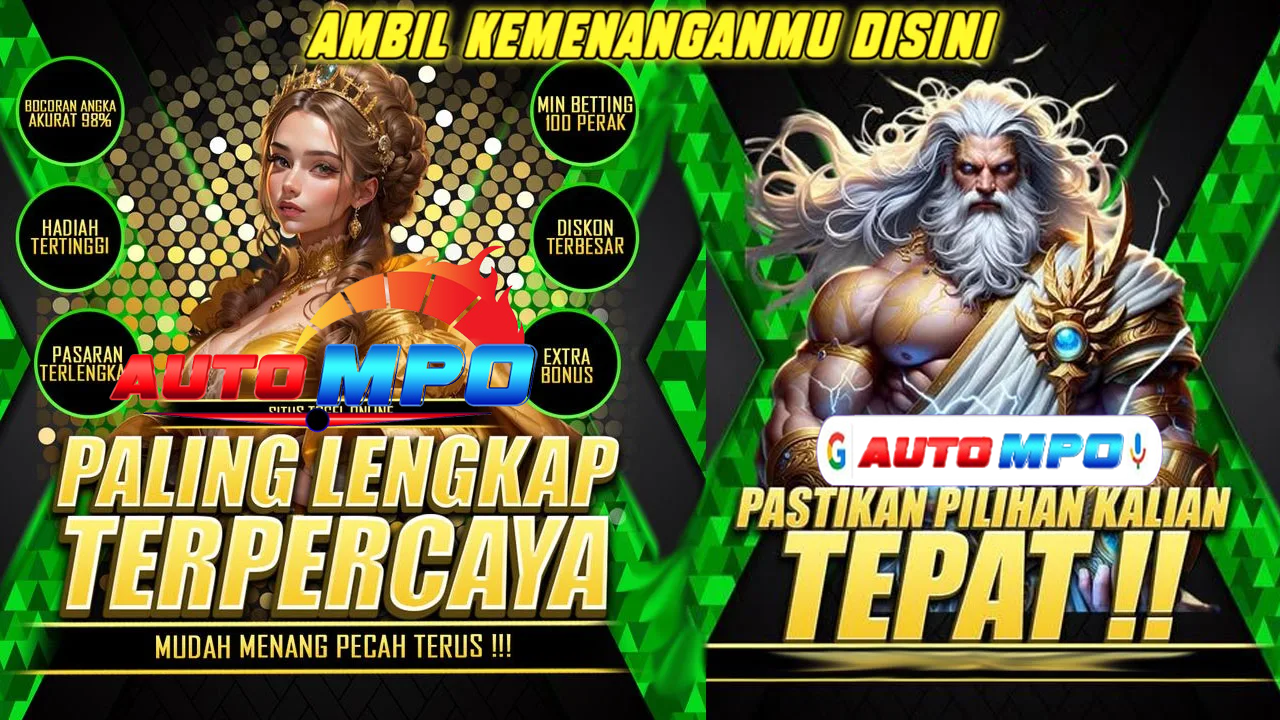 AMBIL KEMENANGANMU DISINI
BOCORAN ANGKA
AKURAT 98%
HADIAH
TERTINGGI
PASARAN
TERLENGKA
MIN BETTING
100 PERAK
DISKON
TERBESAR
EXTRA
BONUS
AUTO MPO
SITUS TOGEL ONLINE
PALING LENGKAP
TERPERCAYA
MUDAH MENANG PECAH TERUS !!!
G AUTO MPO
PASTIKAN PILIHAN KALIAN
TEPAT !!